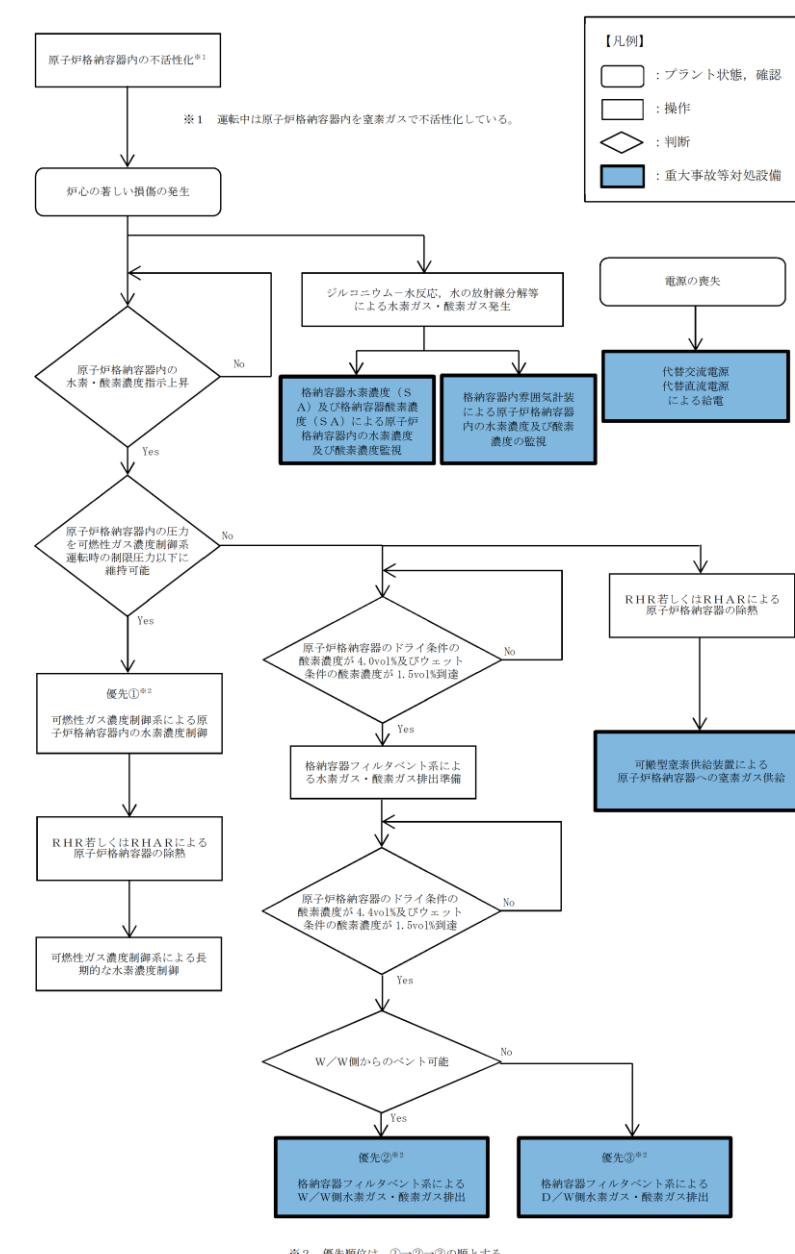 原子炉格納容器内の不活性化※1
【凡例】
：プラント状態，確認
：操作
：判断
：重大事故等対処設備
※1　運転中は原子炉格納容器内を窒素ガスで不活性化している。
炉心の著しい損傷の発生
ジルコニウム－水反応，水の放射線分解等
による水素ガス・酸素ガス発生
電源の喪失
原子炉格納容器内の
水素・酸素濃度指示上昇
No
Yes
格納容器水素濃度（S
A）及び格納容器酸素濃
度（SA）による原子炉
格納容器内の水素濃度
及び酸素濃度監視
格納容器内雰囲気計装
による原子炉格納容器
内の水素濃度及び酸素
濃度の監視
代替交流電源
代替直流電源
による給電
原子炉格納容器内の圧力
を可燃性ガス濃度制御系
運転時の制限圧力以下に
維持可能
No
Yes
優先①※2
可燃性ガス濃度制御系による原
子炉格納容器内の水素濃度制御
RHR若しくはRHARによる
原子炉格納容器の除熱
可燃性ガス濃度制御系による長
期的な水素濃度制御
原子炉格納容器のドライ条件の
酸素濃度が4.0vol%及びウェット
条件の酸素濃度が1.5vol%到達
No
Yes
格納容器フィルタベント系によ
る水素ガス・酸素ガス排出準備
原子炉格納容器のドライ条件の
酸素濃度が4.4vol%及びウェット
条件の酸素濃度が1.5vol%到達
No
Yes
W／W側からのベント可能
No
Yes
優先②※2
格納容器フィルタベント系による
W／W側水素ガス・酸素ガス排出
優先③※2
格納容器フィルタベント系による
D／W側水素ガス・酸素ガス排出
RHR若しくはRHARによる
原子炉格納容器の除熱
可搬型窒素供給装置による
原子炉格納容器への窒素ガス供給
※2　優先順位は，①→②→③の順とする